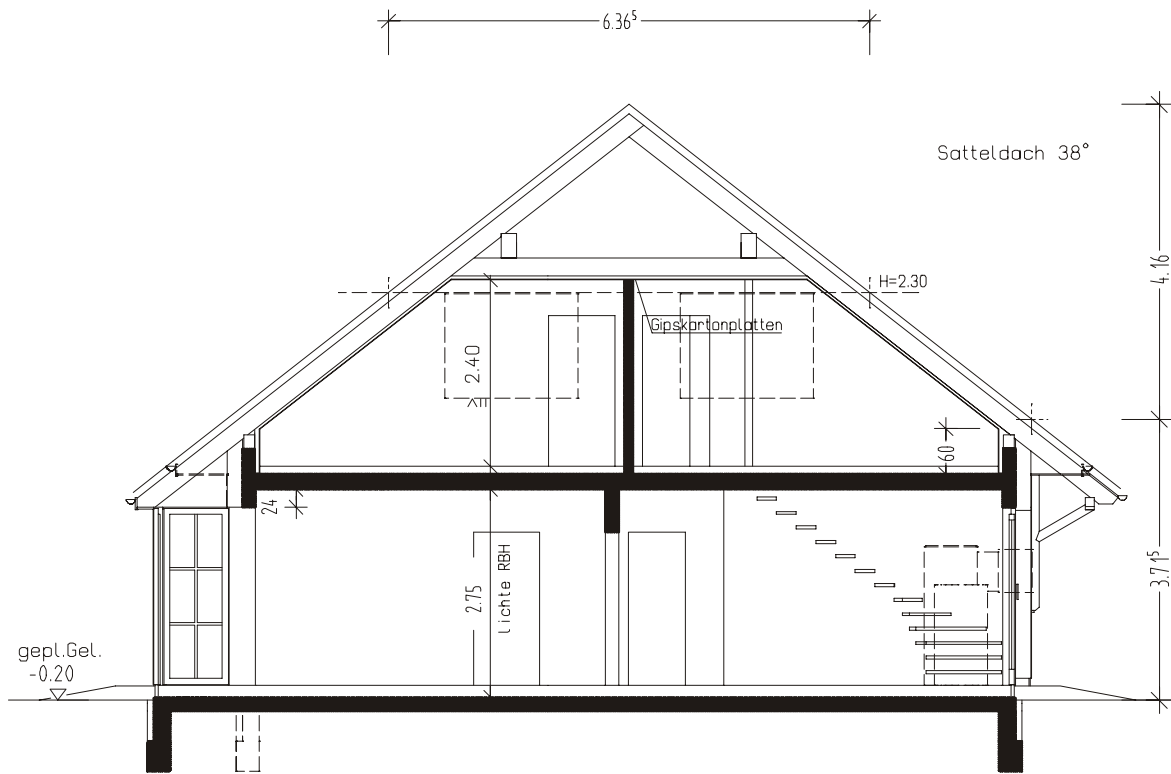 6.36⁵
Satteldach 38°
4.16
H=2.30
Gipskartonplatten
≥ 2.40
60
24
2.75
lichte RBH
3.71⁵
gepl.Gel.
-0.20